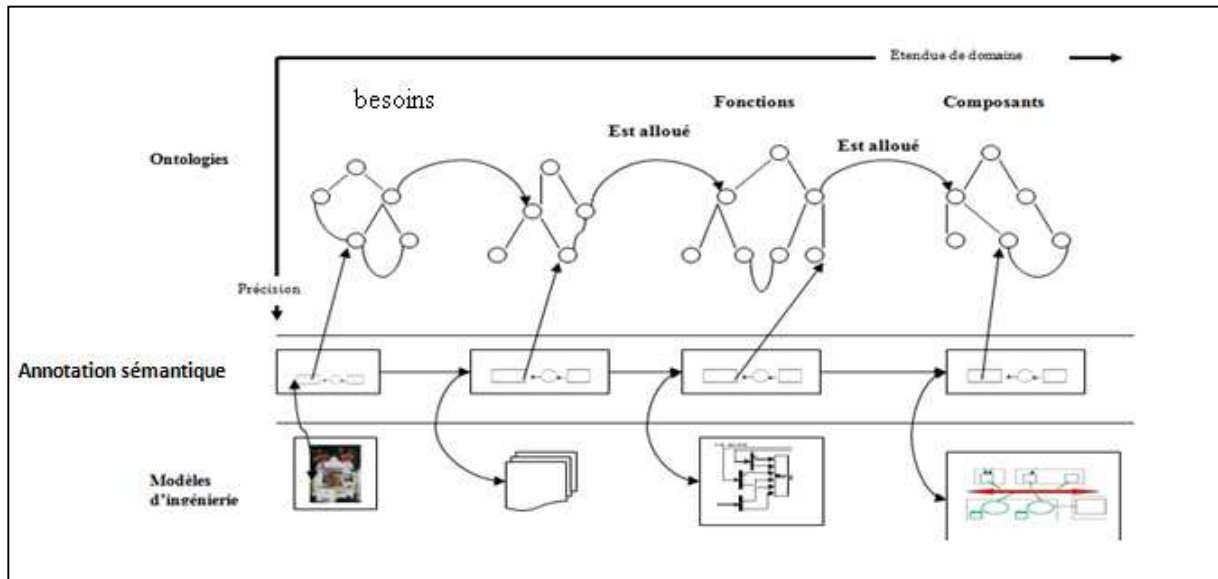 Etendue de domaine
besoins
Fonctions
Composants
Est alloué
Est alloué
Ontologies
Précision
Annotation sémantique
Modèles
d'ingénierie